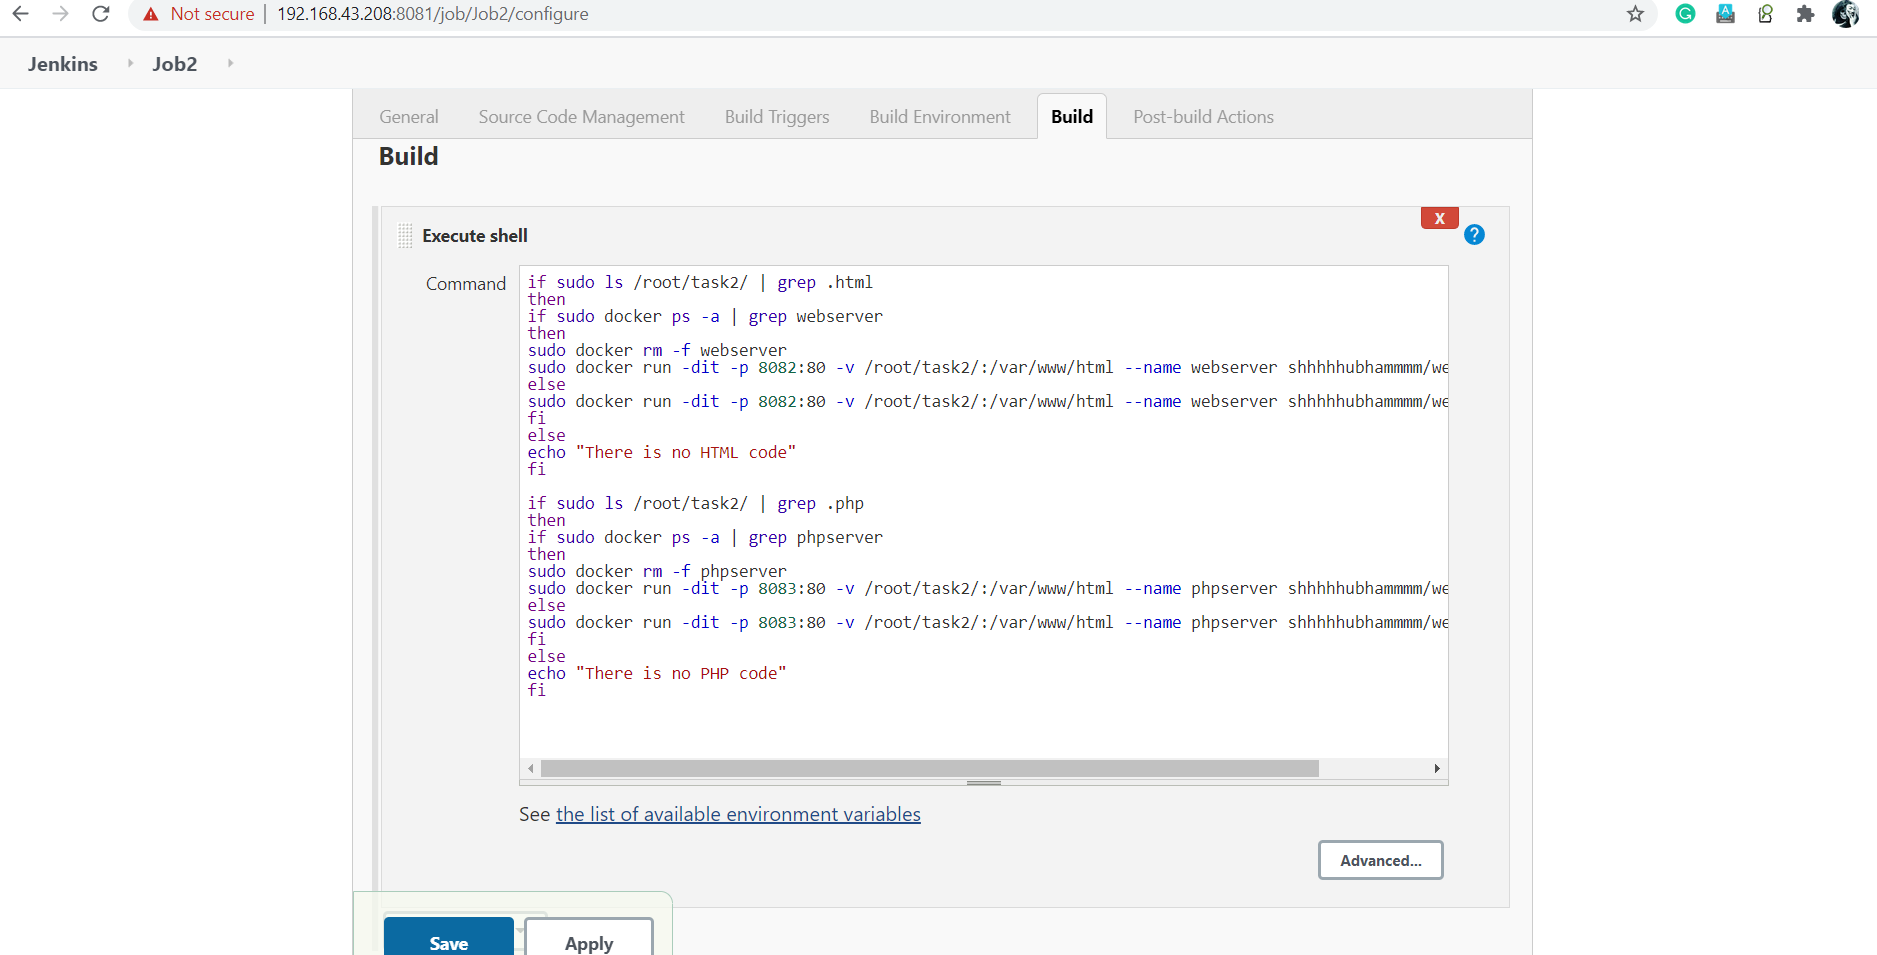 Not secure 192.168.43.208:8081/job/Job2/configure
Jenkins Job2
General Source Code Management Build Triggers Build Environment Build Post-build Actions
Build
X
Execute shell
?
Command
if sudo ls /root/task2/ | grep .html
then
if sudo docker ps -a | grep webserver
then
sudo docker rm -f webserver
sudo docker run -dit -p 8082:80 -v /root/task2/:/var/www/html --name webserver shhhhhubhammmm/we
else
sudo docker run -dit -p 8082:80 -v /root/task2/:/var/www/html --name webserver shhhhhubhammmm/we
fi
else
echo "There is no HTML code"
fi
if sudo ls /root/task2/ | grep .php
then
if sudo docker ps -a | grep phpserver
then
sudo docker rm -f phpserver
sudo docker run -dit -p 8083:80 -v /root/task2/:/var/www/html --name phpserver shhhhhubhammmm/we
else
sudo docker run -dit -p 8083:80 -v /root/task2/:/var/www/html --name phpserver shhhhhubhammmm/we
fi
else
echo "There is no PHP code"
fi
See the list of available environment variables
Advanced...
Save Apply